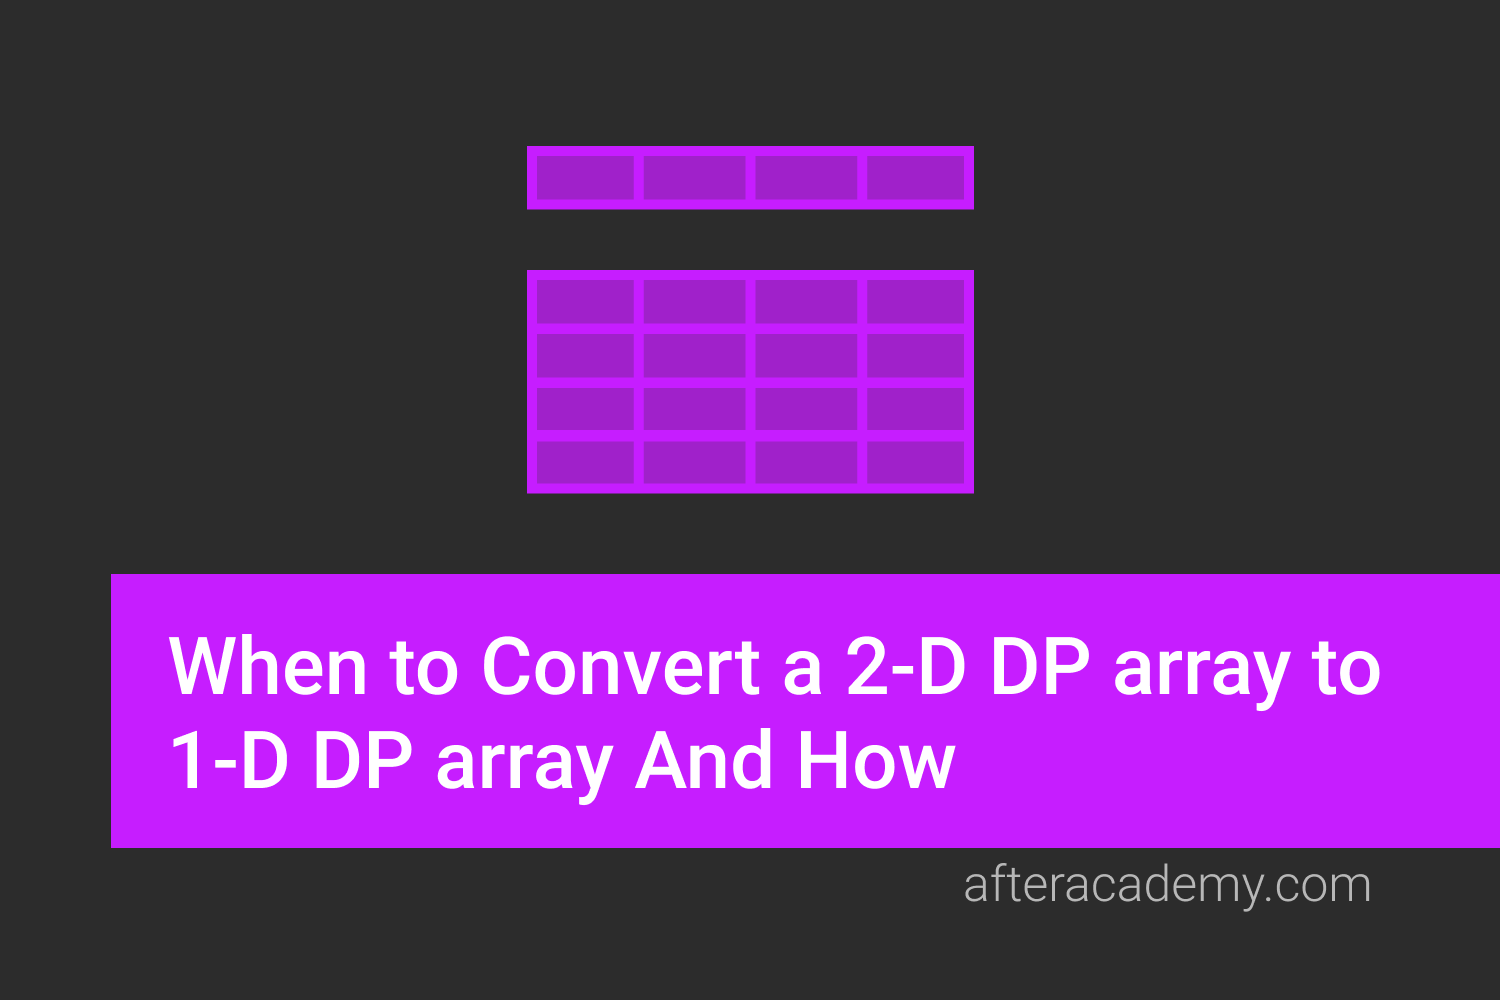 When to Convert a 2-D DP array to
1-D DP array And How
afteracademy.com